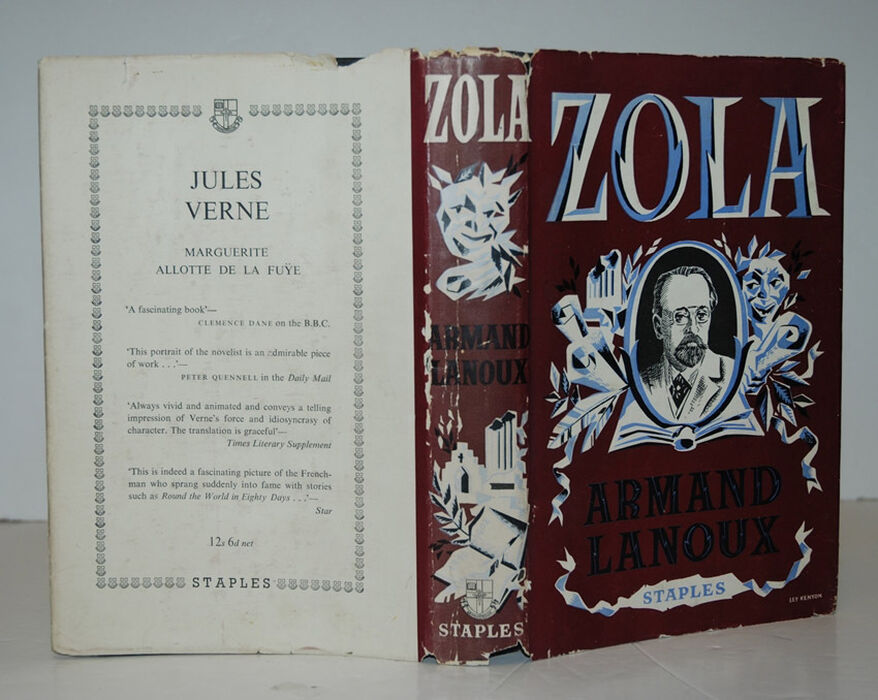 JULES
VERNE
MARGUERITE
ALLOTTE DE LA FUŸE
'A fascinating book'—
CLEMENCE DANE on the B.B.C.
'This portrait of the novelist is an admirable piece
of work . . .'—
PETER QUENNELL in the Daily Mail
'Always vivid and animated and conveys a telling
impression of Verne's force and idiosyncrasy of
character. The translation is graceful'—
Times Literary Supplement
'This is indeed a fascinating picture of the French-
man who sprang suddenly into fame with stories
such as Round the World in Eighty Days . . .'—
Star
12s 6d net
STAPLES
ZOLA
ARMAND
LANOUX
STAPLES
ZOLA
ARMAND
LANOUX
STAPLES
LEY KENYON